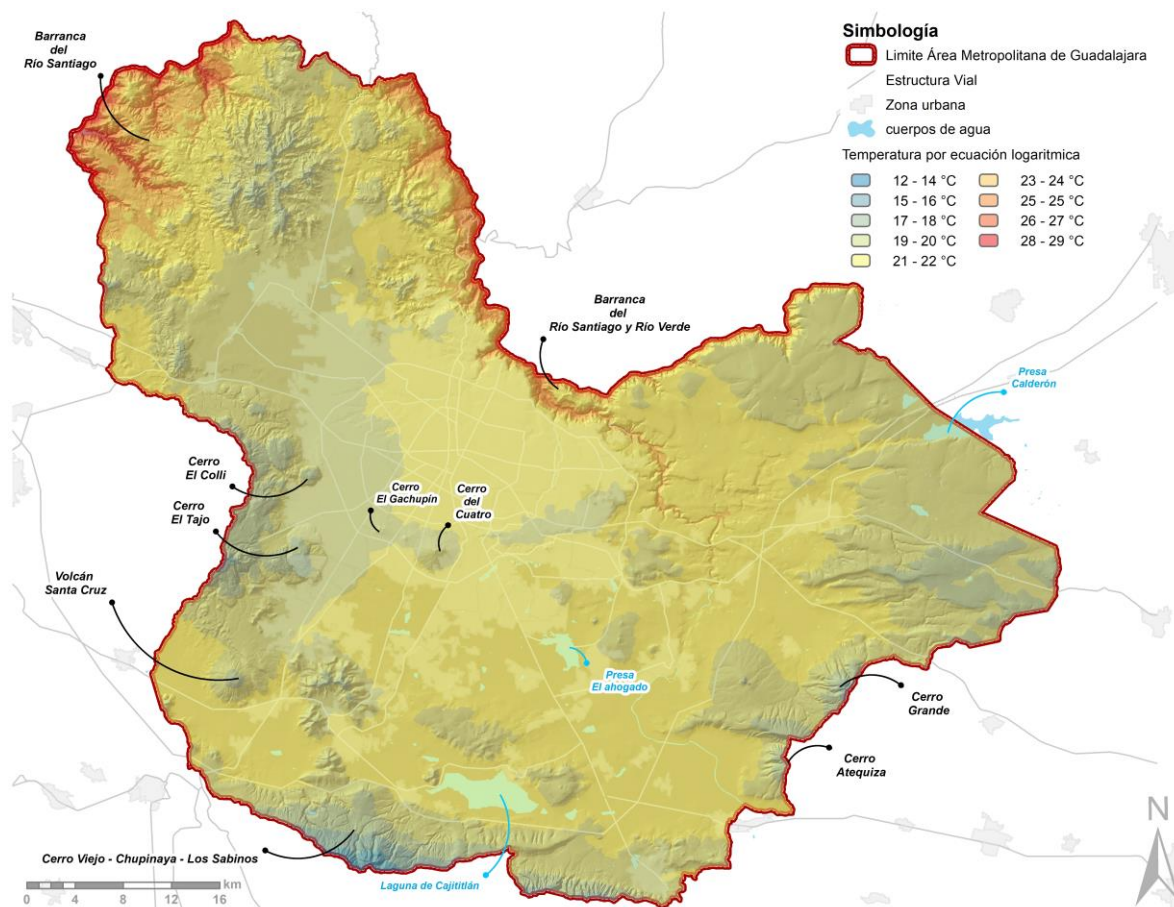 Simbología
Limite Área Metropolitana de Guadalajara
Estructura Vial
Zona urbana
cuerpos de agua
Temperatura por ecuación logaritmica
12 - 14 °C
15 - 16 °C
17 - 18 °C
19 - 20 °C
21 - 22 °C
23 - 24 °C
25 - 25 °C
26 - 27 °C
28 - 29 °C
Barranca
del
Río Santiago
Barranca
del
Río Santiago y Río Verde
Presa
Calderón
Cerro
El Colli
Cerro
El Gachupín
Cerro
del
Cuatro
Cerro
El Tajo
Volcán
Santa Cruz
Presa
El ahogado
Cerro
Grande
Cerro
Atequiza
Cerro Viejo - Chupinaya - Los Sabinos
Laguna de Cajititlán
N
km
0 4 8 12 16